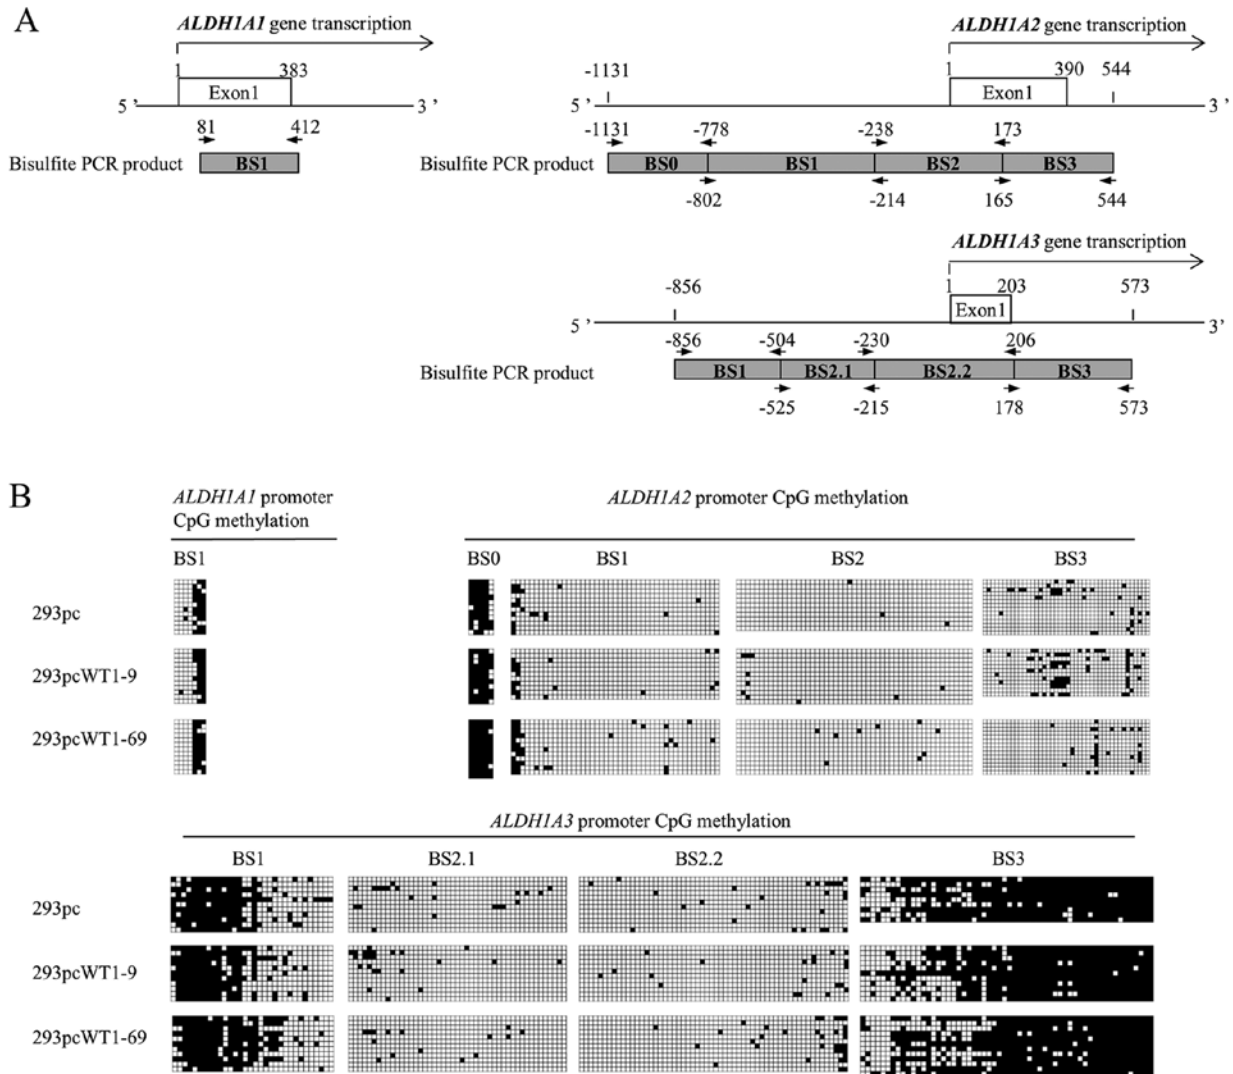 A
ALDH1A1 gene transcription
1 383
Exon1
5 ’ 3 ’
81 412
Bisulfite PCR product BS1
ALDH1A2 gene transcription
-1131 1 390 544
Exon1
5 ’ 3 ’
-1131 -778 -238 173
Bisulfite PCR product BS0 BS1 BS2 BS3
-802 -214 165 544
ALDH1A3 gene transcription
-856 1 203 573
Exon1
5 ’ 3’
-856 -504 -230 206
Bisulfite PCR product BS1 BS2.1 BS2.2 BS3
-525 -215 178 573
B
ALDH1A1 promoter
CpG methylation
ALDH1A2 promoter CpG methylation
BS1 BS0 BS1 BS2 BS3
293pc
293pcWT1-9
293pcWT1-69
ALDH1A3 promoter CpG methylation
BS1 BS2.1 BS2.2 BS3
293pc
293pcWT1-9
293pcWT1-69